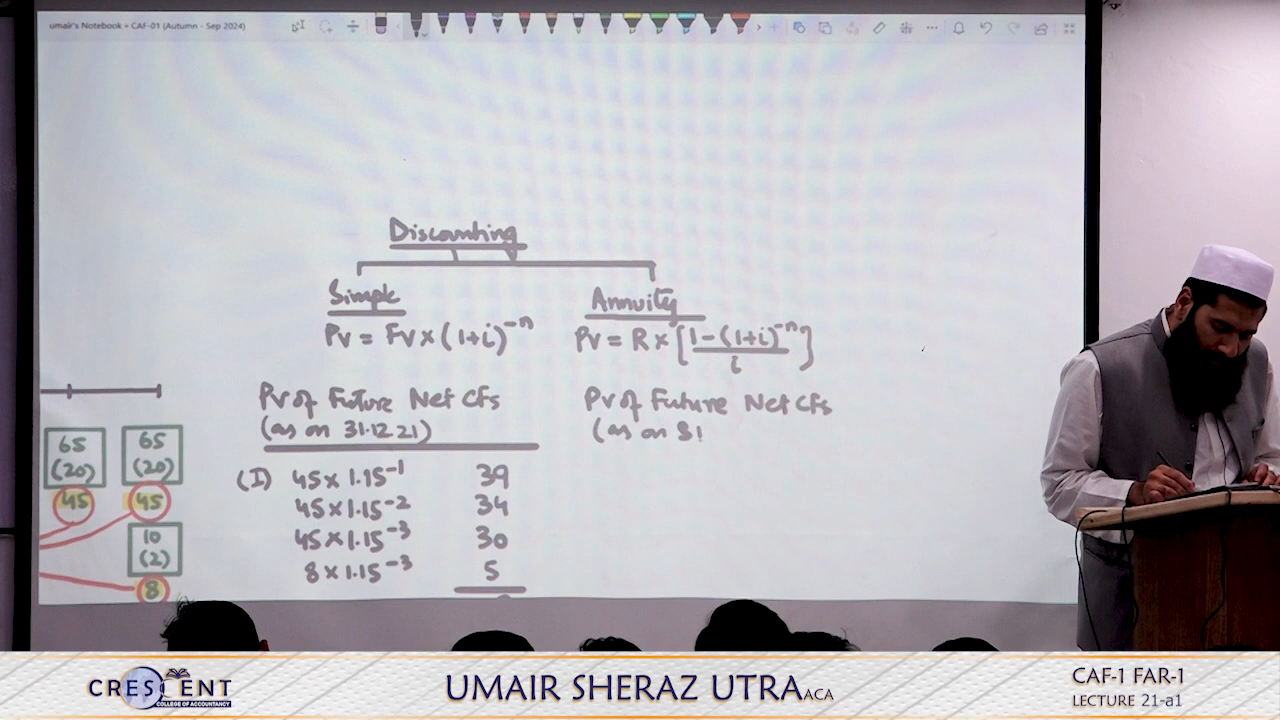 umair's Notebook » CAF-01 (Autumn - Sep 2024)
Discounting
Simple
Annuity
Pv = Fv x (1+i)⁻ⁿ
Pv = R x [1-(1+i)⁻ⁿ / i]
Pv of Future Net CFs
(as on 31.12.21)
Pv of Future Net CFs
(as on 31
65
(20)
45
65
(20)
45
10
(2)
8
(I) 45 x 1.15⁻¹ 39
45 x 1.15⁻² 34
45 x 1.15⁻³ 30
8 x 1.15⁻³ 5
CRESCENT
COLLEGE OF ACCOUNTANCY
UMAIR SHERAZ UTRA ACA
CAF-1 FAR-1
LECTURE 21-a1